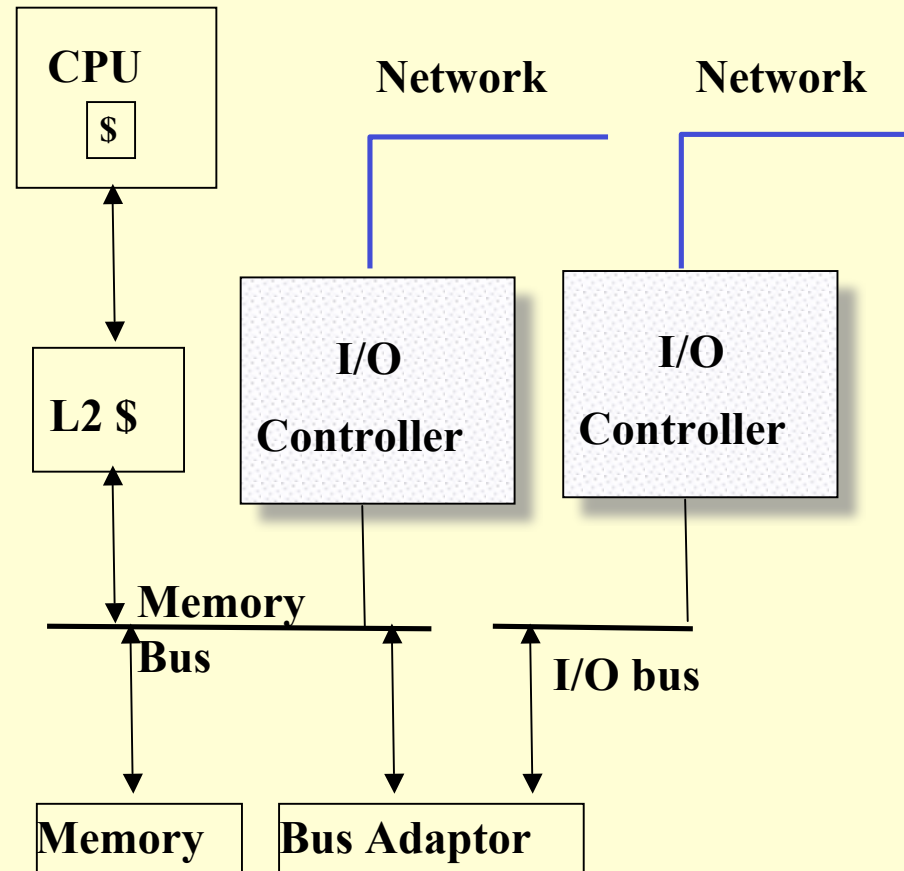 CPU
$
Network
Network
L2 $
I/O
Controller
I/O
Controller
Memory
Bus
I/O bus
Memory
Bus Adaptor